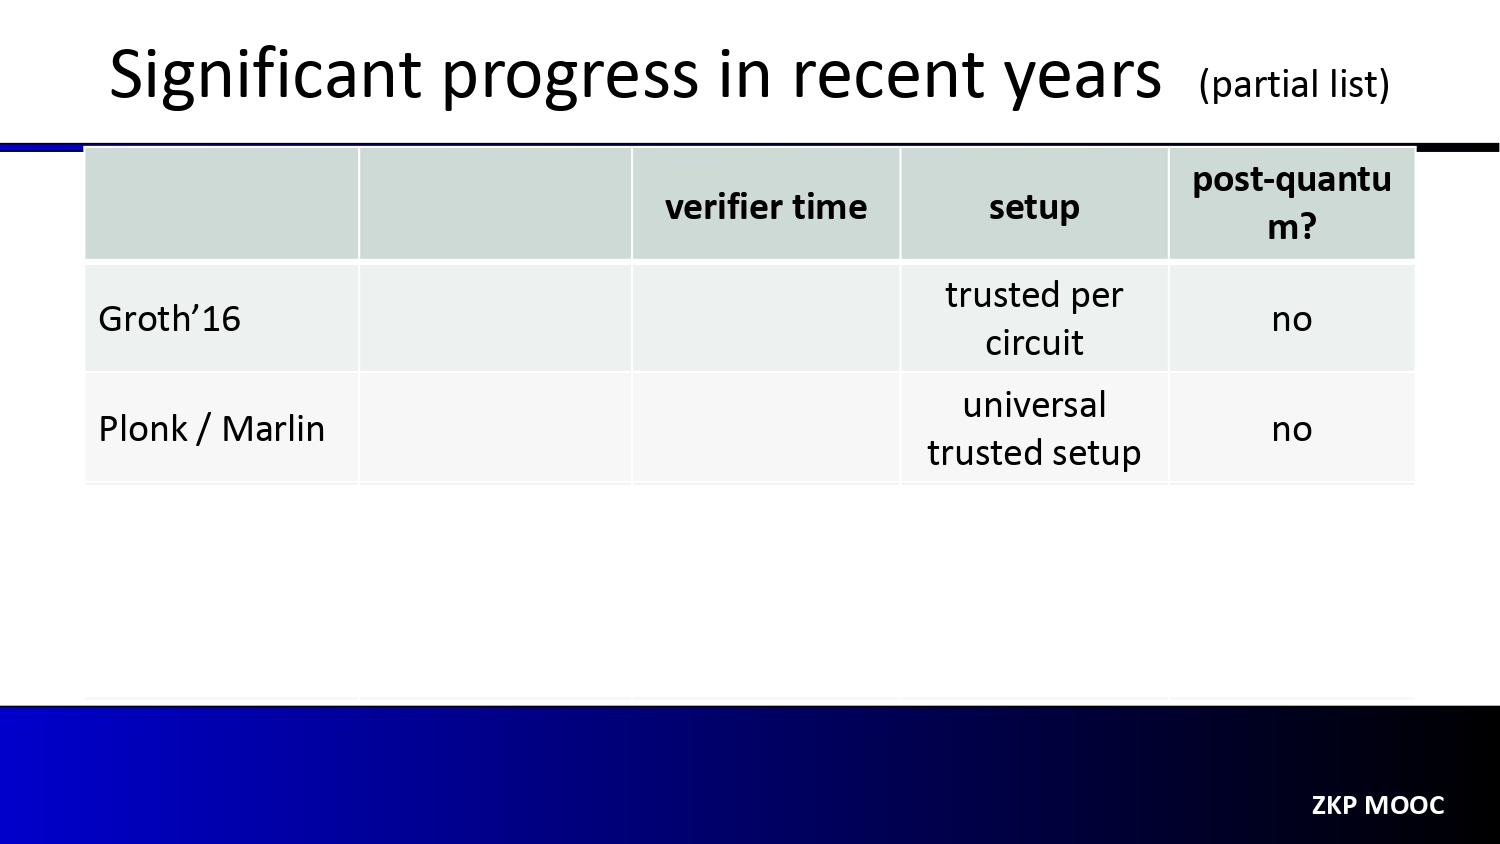 Significant progress in recent years (partial list)
verifier time
setup
post-quantu
m?
Groth’16
trusted per
circuit
no
Plonk / Marlin
universal
trusted setup
no
ZKP MOOC